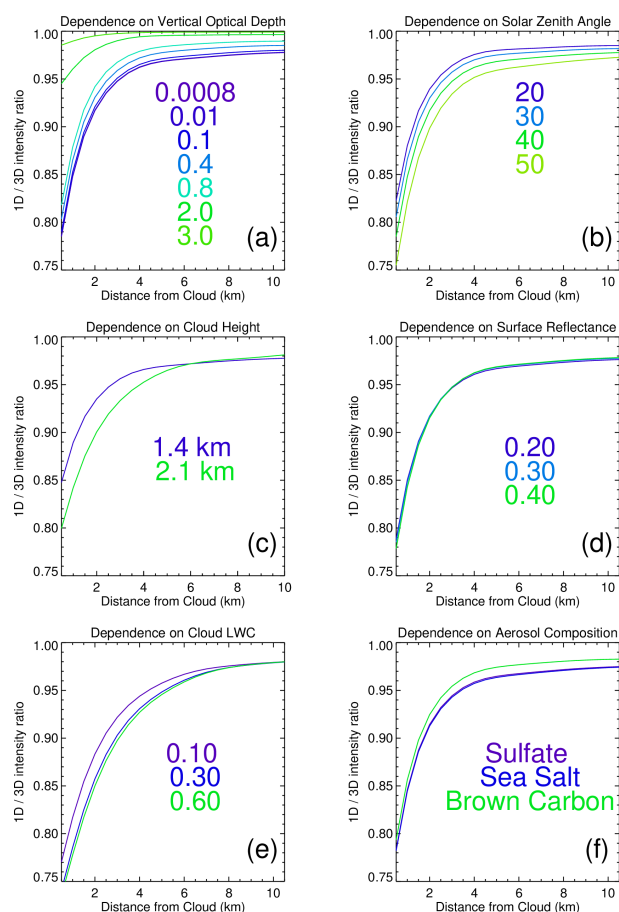 Dependence on Vertical Optical Depth
1.00
0.95
0.90
0.85
0.80
0.75
1D / 3D intensity ratio
0.0008
0.01
0.1
0.4
0.8
2.0
3.0
(a)
2 4 6 8 10
Distance from Cloud (km)
Dependence on Solar Zenith Angle
1.00
0.95
0.90
0.85
0.80
0.75
1D / 3D intensity ratio
20
30
40
50
(b)
2 4 6 8 10
Distance from Cloud (km)
Dependence on Cloud Height
1.00
0.95
0.90
0.85
0.80
0.75
1D / 3D intensity ratio
1.4 km
2.1 km
(c)
2 4 6 8 10
Distance from Cloud (km)
Dependence on Surface Reflectance
1.00
0.95
0.90
0.85
0.80
0.75
1D / 3D intensity ratio
0.20
0.30
0.40
(d)
2 4 6 8 10
Distance from Cloud (km)
Dependence on Cloud LWC
1.00
0.95
0.90
0.85
0.80
0.75
1D / 3D intensity ratio
0.10
0.30
0.60
(e)
2 4 6 8 10
Distance from Cloud (km)
Dependence on Aerosol Composition
1.00
0.95
0.90
0.85
0.80
0.75
1D / 3D intensity ratio
Sulfate
Sea Salt
Brown Carbon
(f)
2 4 6 8 10
Distance from Cloud (km)